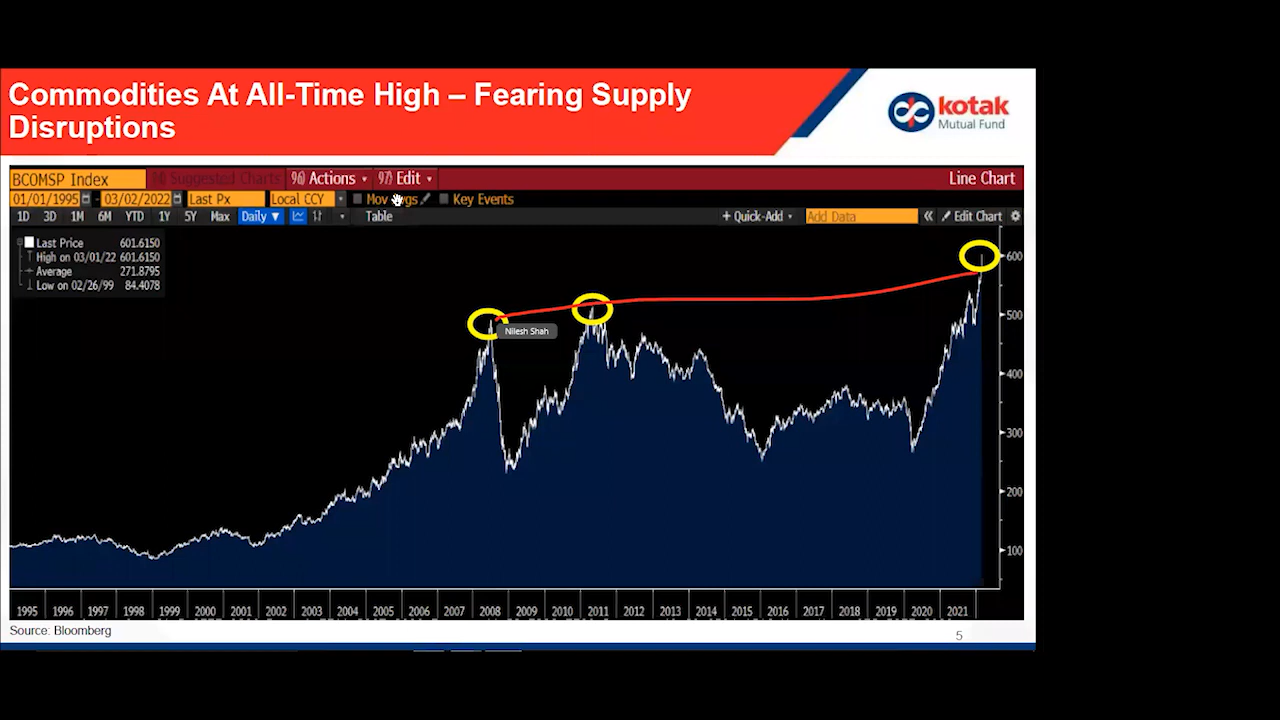 Commodities At All-Time High – Fearing Supply
Disruptions
kotak
Mutual Fund
BCOMSP Index
Suggested Charts
96) Actions
97) Edit
Line Chart
01/01/1995 - 03/02/2022
Last Px
Local CCY
Key Events
1D 3D 1M 6M YTD 1Y 5Y Max Daily ▼
Table
+ Quick-Add
Add Data
« Edit Chart
Last Price 601.6150
High on 03/01/22 601.6150
Average 271.8795
Low on 02/26/99 84.4078
600
500
Nilesh Shah
400
300
200
100
1995 1996 1997 1998 1999 2000 2001 2002 2003 2004 2005 2006 2007 2008 2009 2010 2011 2012 2013 2014 2015 2016 2017 2018 2019 2020 2021
Source: Bloomberg
5